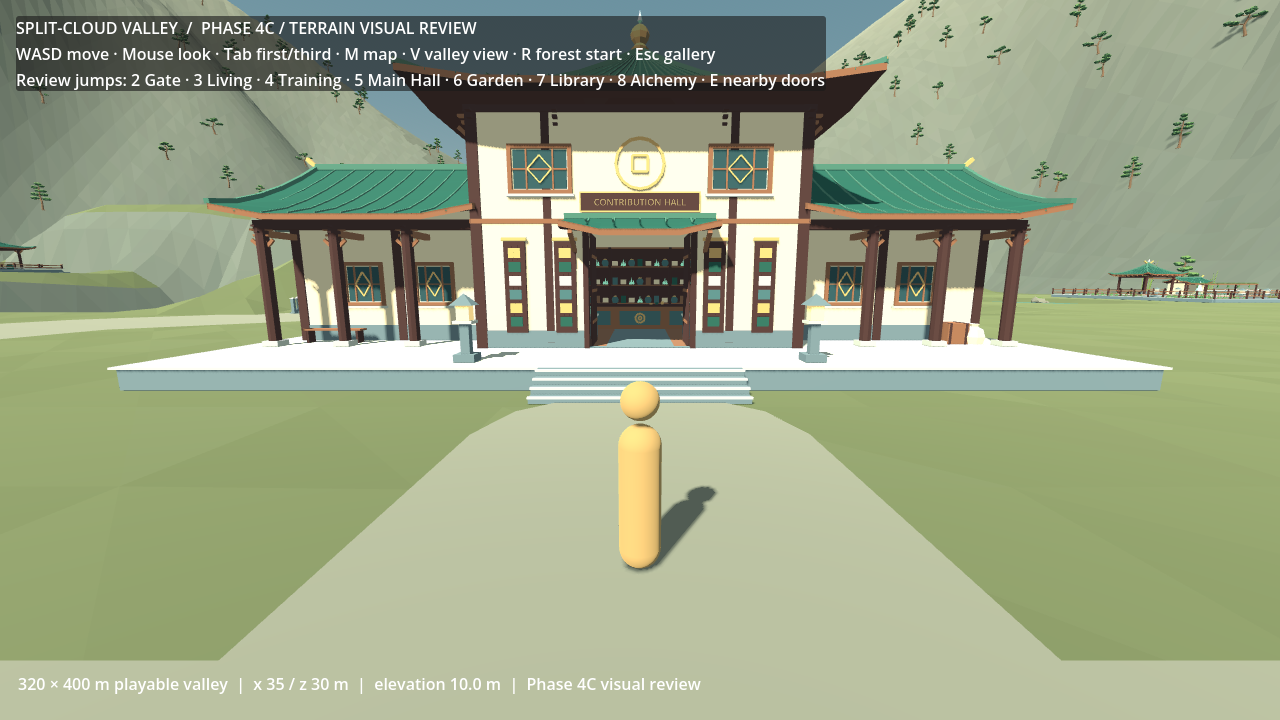 SPLIT-CLOUD VALLEY / PHASE 4C / TERRAIN VISUAL REVIEW
WASD move · Mouse look · Tab first/third · M map · V valley view · R forest start · Esc gallery
Review jumps: 2 Gate · 3 Living · 4 Training · 5 Main Hall · 6 Garden · 7 Library · 8 Alchemy · E nearby doors
CONTRIBUTION HALL
320 × 400 m playable valley | x 35 / z 30 m | elevation 10.0 m | Phase 4C visual review